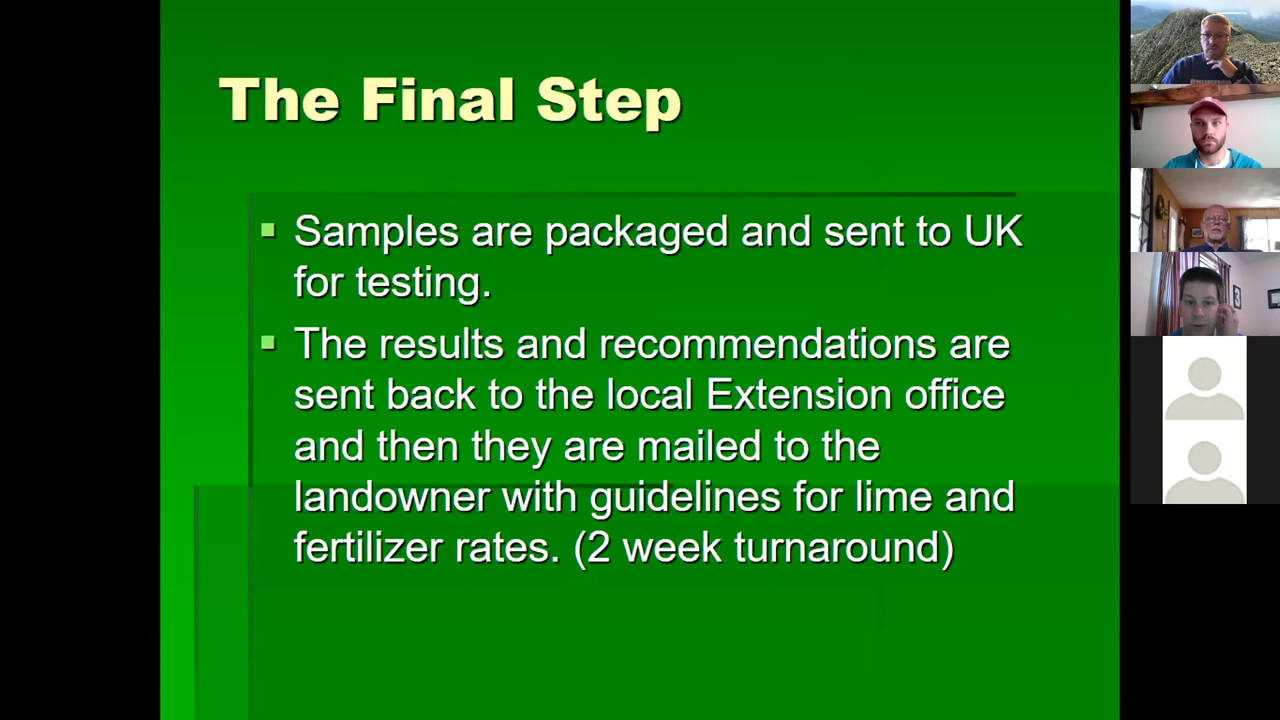 The Final Step
Samples are packaged and sent to UK
for testing.
The results and recommendations are
sent back to the local Extension office
and then they are mailed to the
landowner with guidelines for lime and
fertilizer rates. (2 week turnaround)